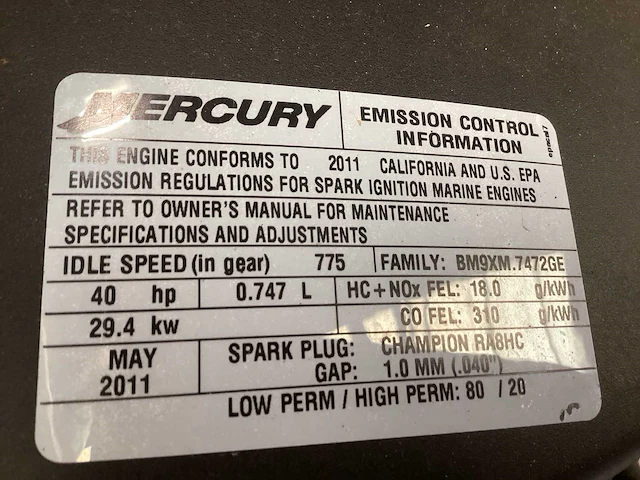 MERCURY
EMISSION CONTROL
INFORMATION
epacal7
THIS ENGINE CONFORMS TO 2011 CALIFORNIA AND U.S. EPA
EMISSION REGULATIONS FOR SPARK IGNITION MARINE ENGINES
REFER TO OWNER'S MANUAL FOR MAINTENANCE
SPECIFICATIONS AND ADJUSTMENTS
IDLE SPEED (in gear) 775 FAMILY: BM9XM.7472GE
40 hp 0.747 L HC+NOx FEL: 18.0 g/kWh
29.4 kw CO FEL: 310 g/kWh
MAY
2011
SPARK PLUG: CHAMPION RA8HC
GAP: 1.0 MM (.040")
LOW PERM / HIGH PERM: 80 / 20